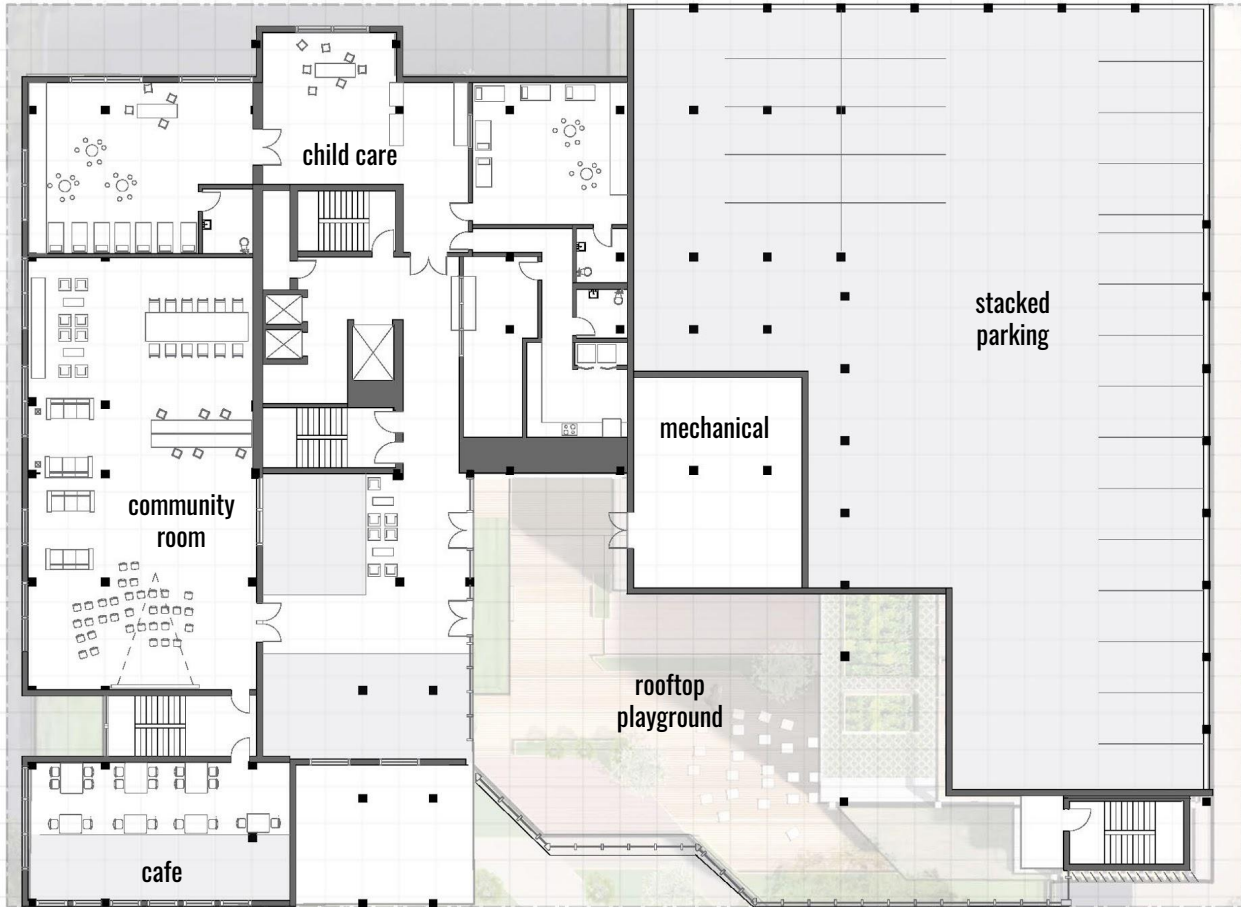 child care
stacked
parking
mechanical
community
room
rooftop
playground
cafe